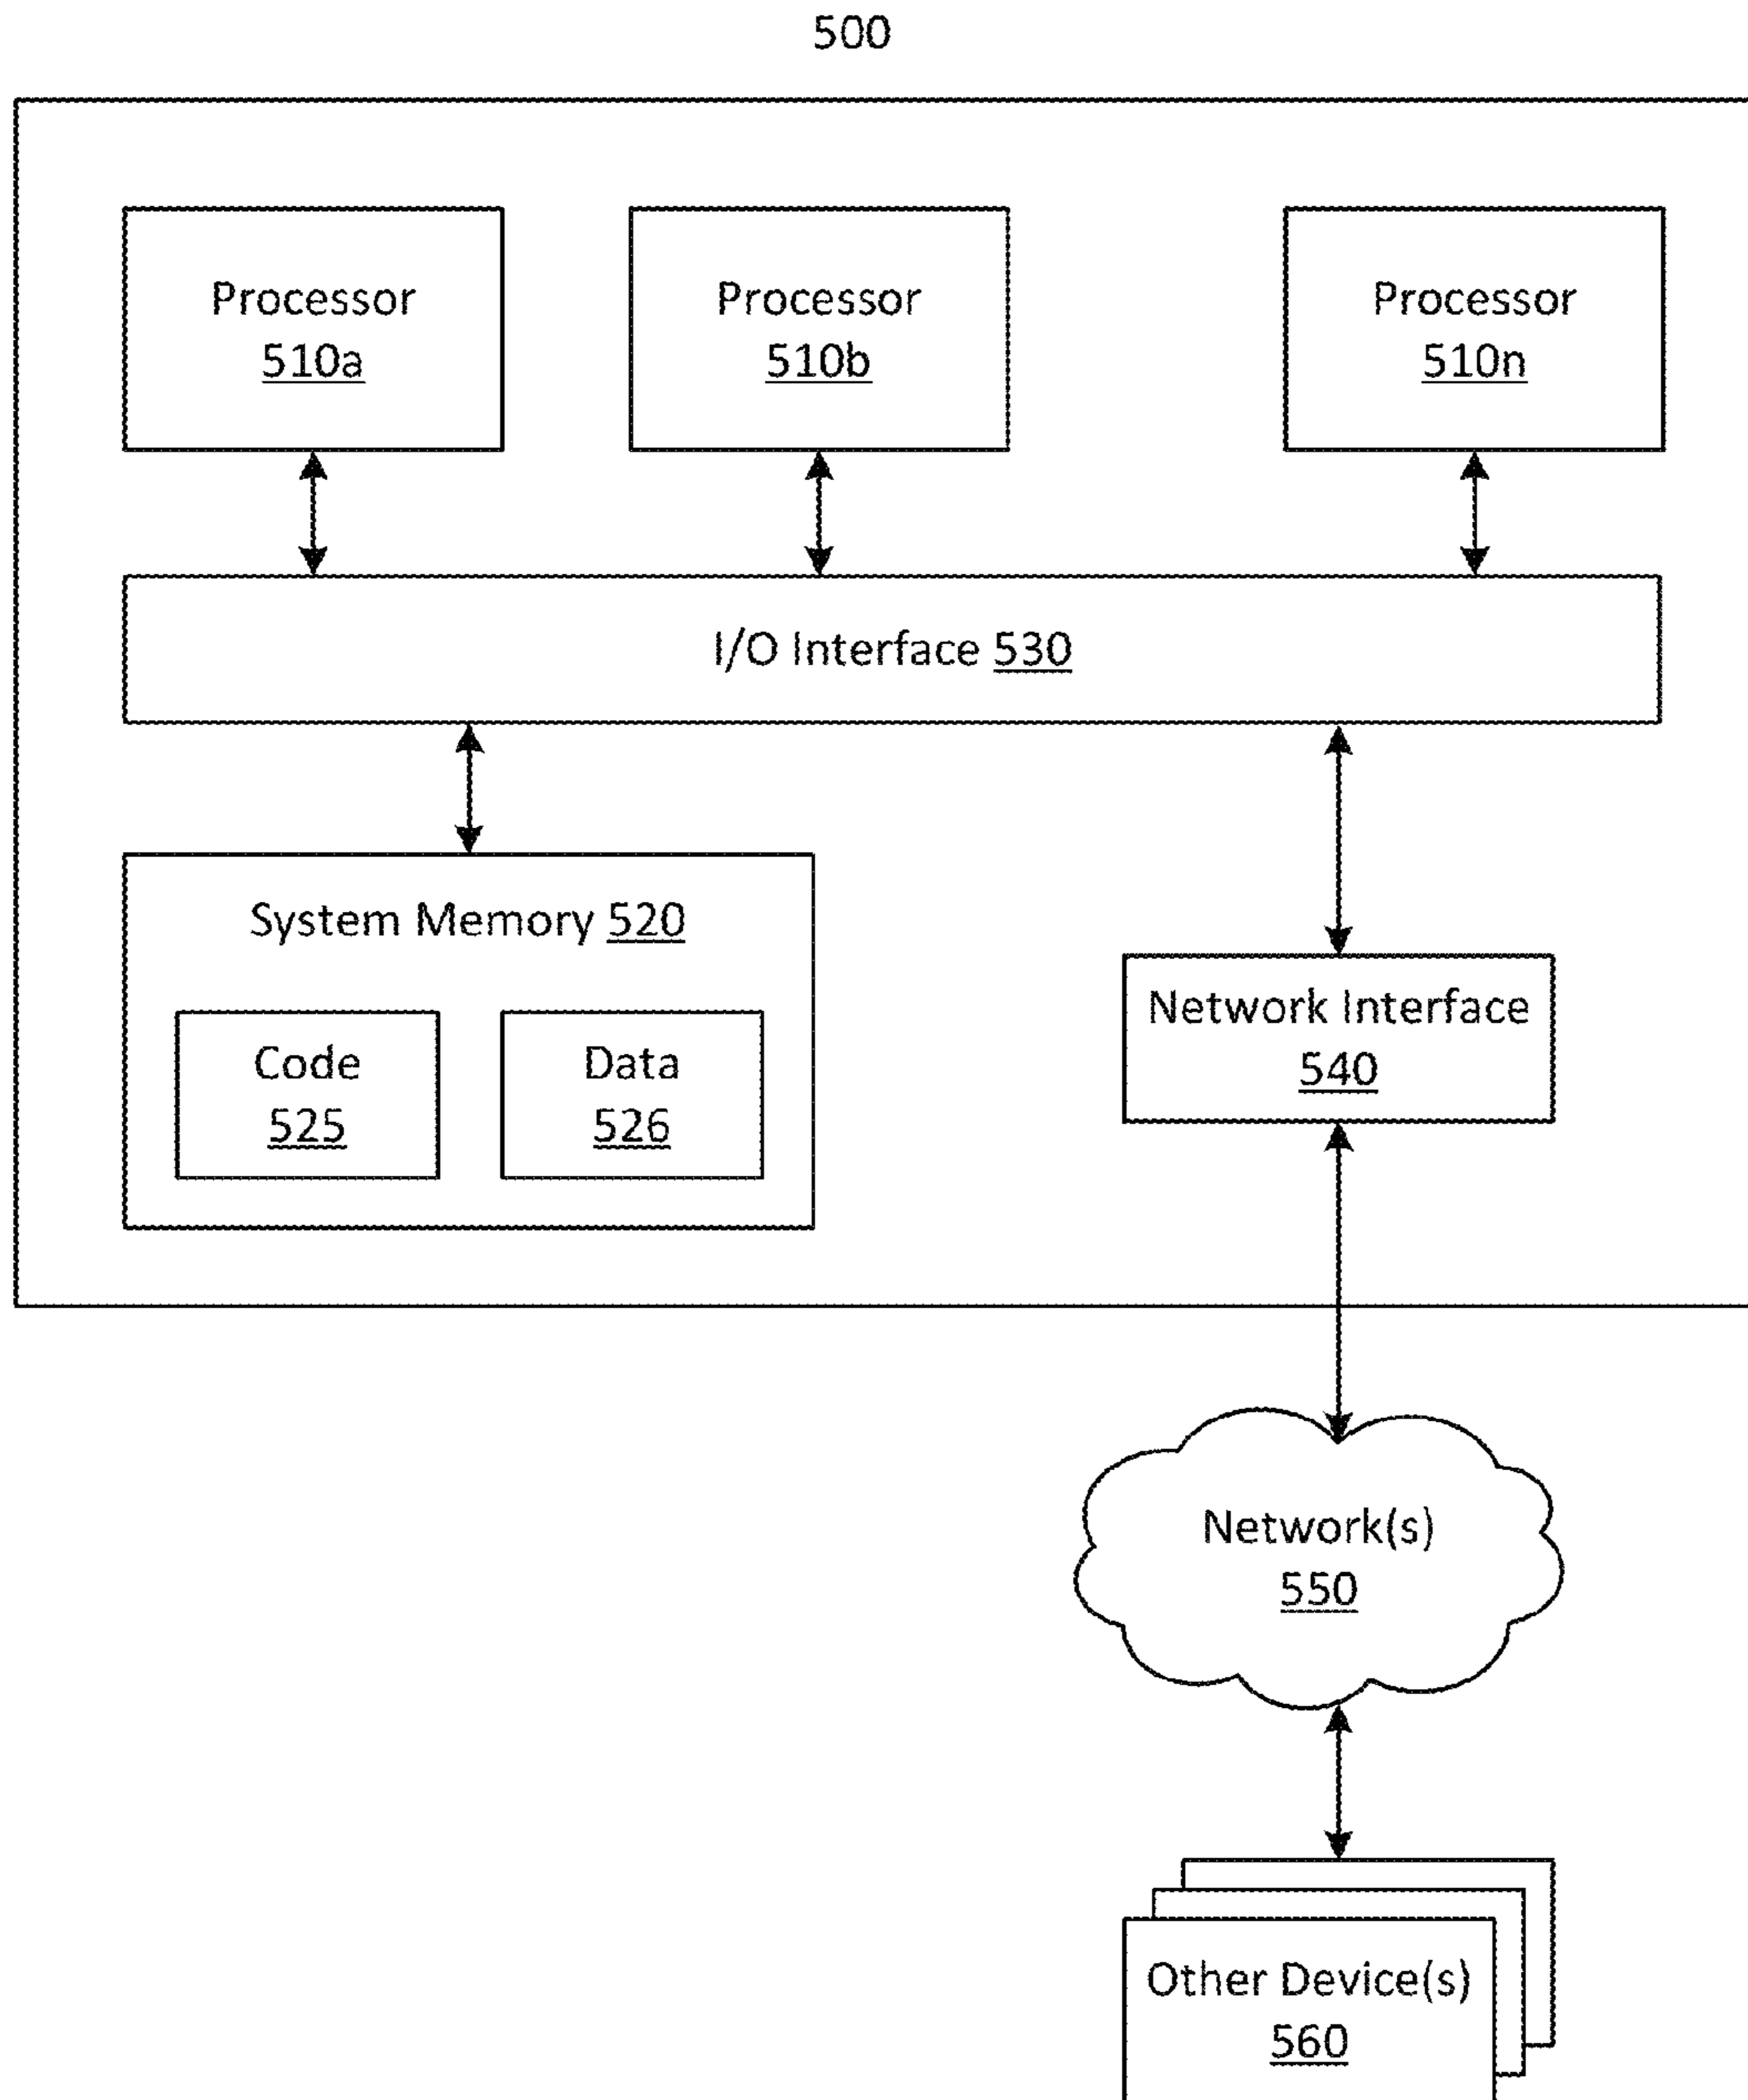 500
Processor
510a
Processor
510b
Processor
510n
I/O Interface 530
System Memory 520
Code
525
Data
526
Network Interface
540
Network(s)
550
Other Device(s)
560